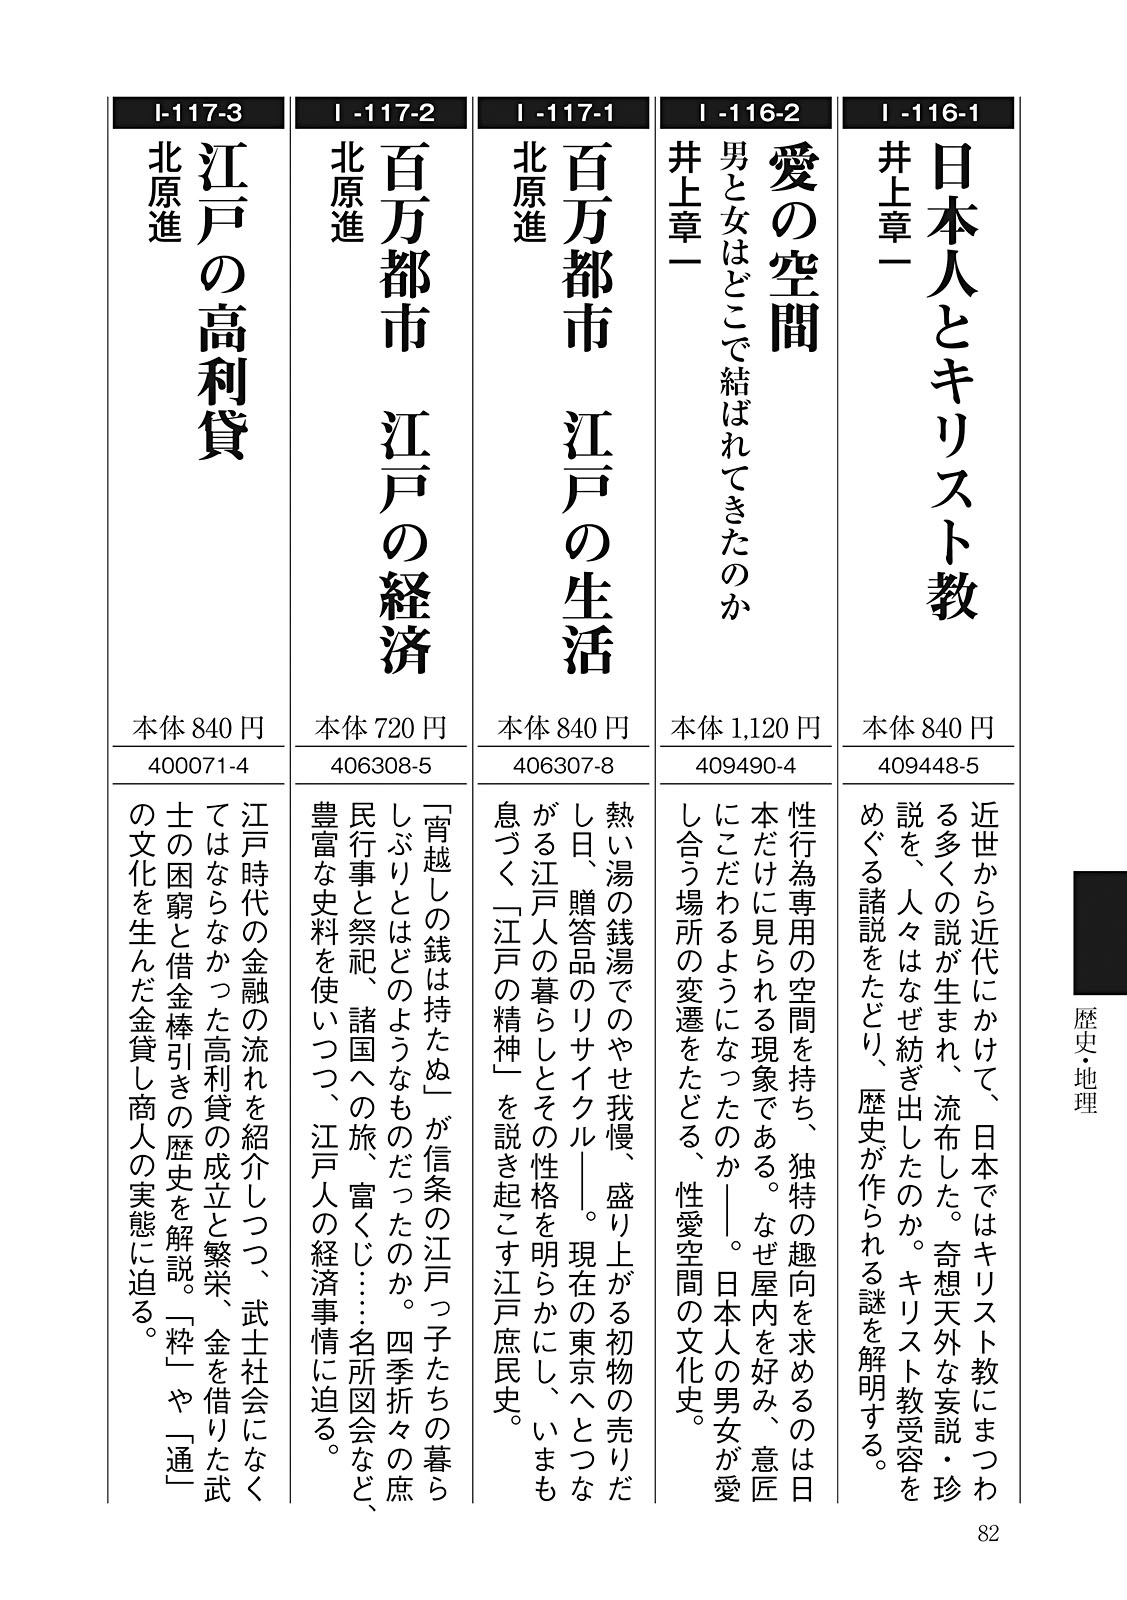 I-116-1
日本人とキリスト教
井上章一
本体 840 円
409448-5
近世から近代にかけて、日本ではキリスト教にまつわ
る多くの説が生まれ、流布した。奇想天外な妄説・珍
説を、人々はなぜ紡ぎ出したのか。キリスト教受容を
めぐる諸説をたどり、歴史が作られる謎を解明する。
I-116-2
愛の空間
男と女はどこで結ばれてきたのか
井上章一
本体 1,120 円
409490-4
性行為専用の空間を持ち、独特の趣向を求めるのは日
本だけに見られる現象である。なぜ屋内を好み、意匠
にこだわるようになったのか――。日本人の男女が愛
し合う場所の変遷をたどる、性愛空間の文化史。
I-117-1
百万都市　江戸の生活
北原進
本体 840 円
406307-8
熱い湯の銭湯でのやせ我慢、盛り上がる初物の売りだ
し日、贈答品のリサイクル――。現在の東京へとつな
がる江戸人の暮らしとその性格を明らかにし、いまも
息づく「江戸の精神」を説き起こす江戸庶民史。
I-117-2
百万都市　江戸の経済
北原進
本体 720 円
406308-5
「宵越しの銭は持たぬ」が信条の江戸っ子たちの暮ら
しぶりとはどのようなものだったのか。四季折々の庶
民行事と祭祀、諸国への旅、富くじ……名所図会など、
豊富な史料を使いつつ、江戸人の経済事情に迫る。
I-117-3
江戸の高利貸
北原進
本体 840 円
400071-4
江戸時代の金融の流れを紹介しつつ、武士社会になく
てはならなかった高利貸の成立と繁栄、金を借りた武
士の困窮と借金棒引きの歴史を解説。「粋」や「通」
の文化を生んだ金貸し商人の実態に迫る。
歴史・地理
82